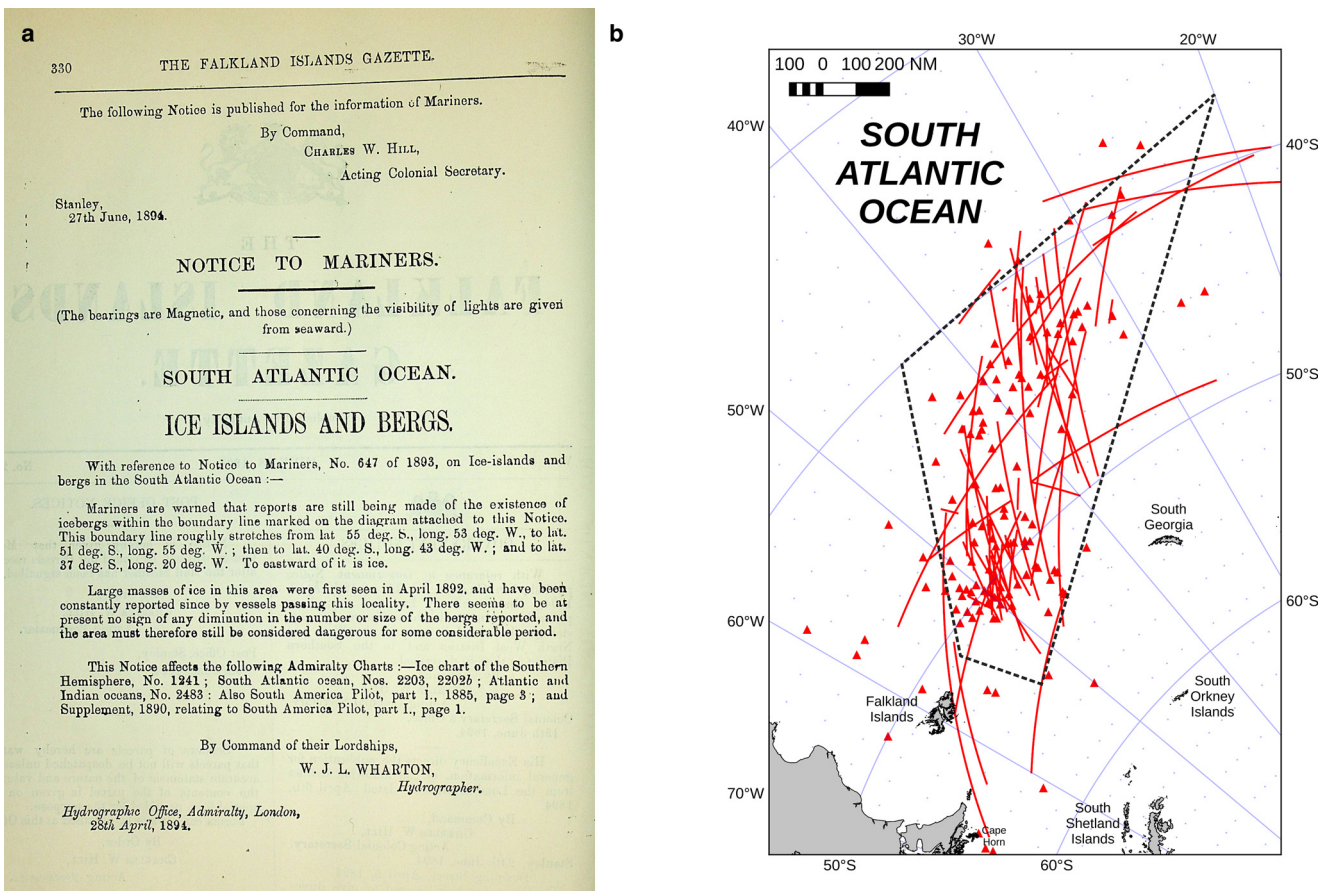 a
330 THE FALKLAND ISLANDS GAZETTE.
The following Notice is published for the information of Mariners.
By Command,
CHARLES W. HILL,
Acting Colonial Secretary.
Stanley,
27th June, 1894.
NOTICE TO MARINERS.
(The bearings are Magnetic, and those concerning the visibility of lights are given
from seaward.)
SOUTH ATLANTIC OCEAN.
ICE ISLANDS AND BERGS.
With reference to Notice to Mariners, No. 647 of 1893, on Ice-islands and
bergs in the South Atlantic Ocean :—
Mariners are warned that reports are still being made of the existence of
icebergs within the boundary line marked on the diagram attached to this Notice.
This boundary line roughly stretches from lat 55 deg. S., long. 53 deg. W., to lat.
51 deg. S., long. 55 deg. W. ; then to lat. 40 deg. S., long. 43 deg. W. ; and to lat.
37 deg. S., long. 20 deg. W. To eastward of it is ice.
Large masses of ice in this area were first seen in April 1892, and have been
constantly reported since by vessels passing this locality. There seems to be at
present no sign of any diminution in the number or size of the bergs reported, and
the area must therefore still be considered dangerous for some considerable period.
This Notice affects the following Admiralty Charts :—Ice chart of the Southern
Hemisphere, No. 1241 ; South Atlantic ocean, Nos. 2203, 2202b ; Atlantic and
Indian oceans, No. 2483 : Also South America Pilot, part I., 1885, page 3 ; and
Supplement, 1890, relating to South America Pilot, part I., page 1.
By Command of their Lordships,
W. J. L. WHARTON,
Hydrographer.
Hydrographic Office, Admiralty, London,
28th April, 1894.
b
30°W 20°W
100 0 100 200 NM
SOUTH
ATLANTIC
OCEAN
40°W
40°S
50°S
50°W
South
Georgia
60°S
60°W
Falkland
Islands
South
Orkney
Islands
70°W
South
Shetland
Islands
Cape
Horn
50°S 60°S